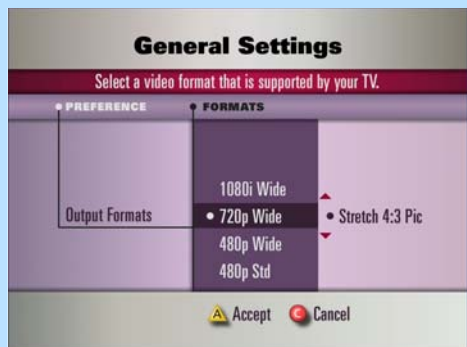 General Settings
Select a video format that is supported by your TV.
PREFERENCE FORMATS
1080i Wide
Output Formats 720p Wide Stretch 4:3 Pic
480p Wide
480p Std
A Accept C Cancel